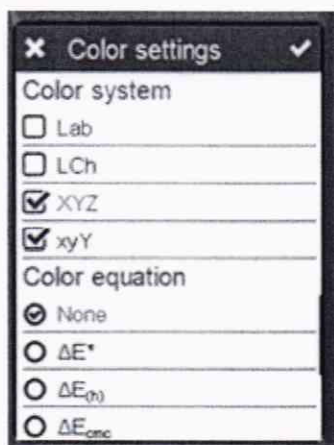 Color settings
Color system
Lab
LCh
XYZ
xyY
Color equation
None
ΔE*
ΔE(h)
ΔEcmc